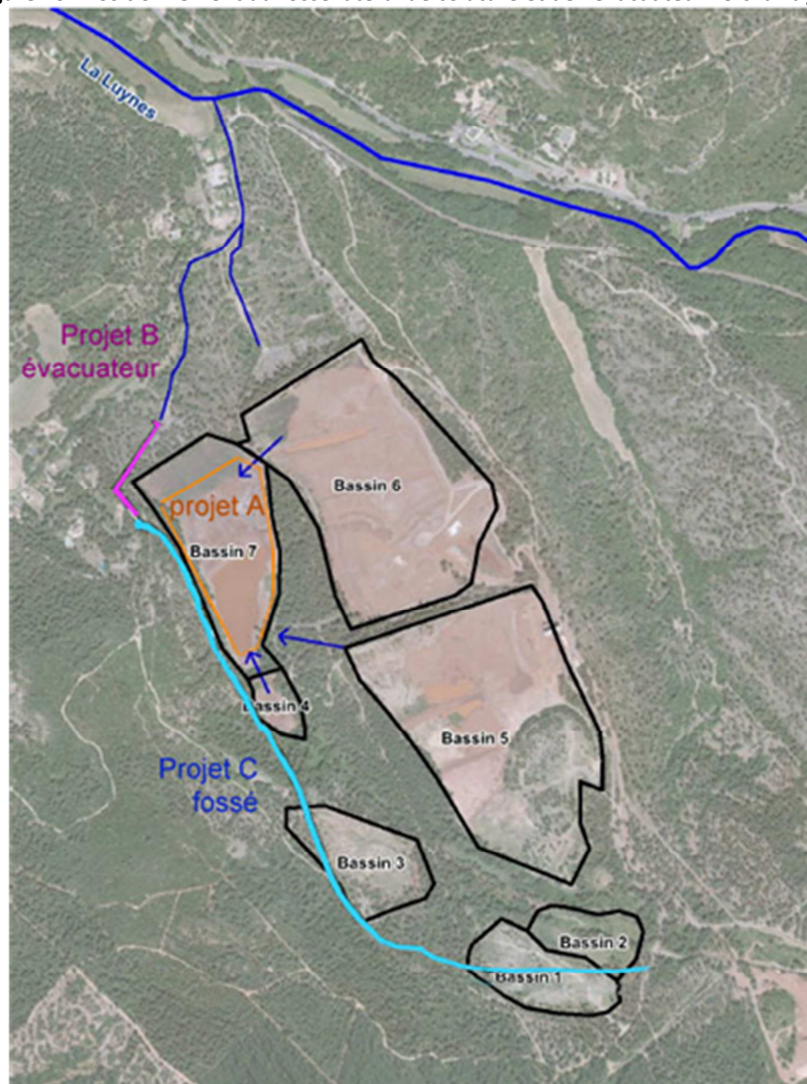 La Luynes
Projet B
évacuateur
Bassin 6
projet A
Bassin 7
Bassin 4
Bassin 5
Projet C
fossé
Bassin 3
Bassin 2
Bassin 1